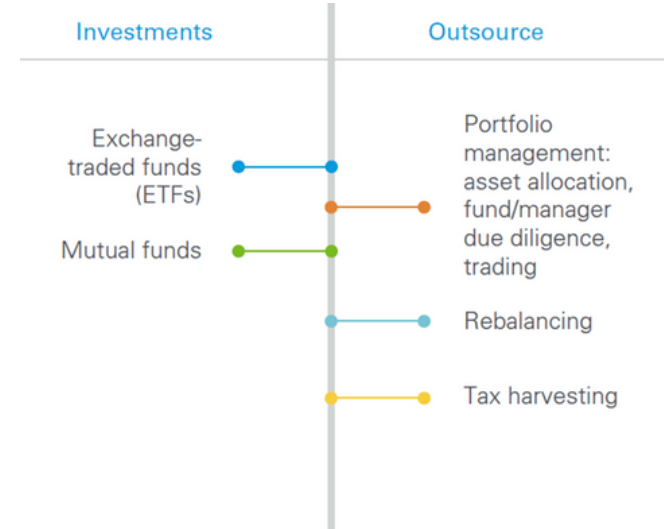 Investments
Outsource
Exchange-
traded funds
(ETFs)
Mutual funds
Portfolio
management:
asset allocation,
fund/manager
due diligence,
trading
Rebalancing
Tax harvesting